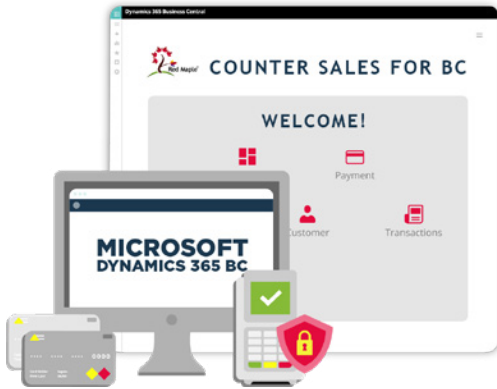 Dynamics 365 Business Central
Red Maple
COUNTER SALES FOR BC
WELCOME!
Payment
Customer
Transactions
MICROSOFT
DYNAMICS 365 BC